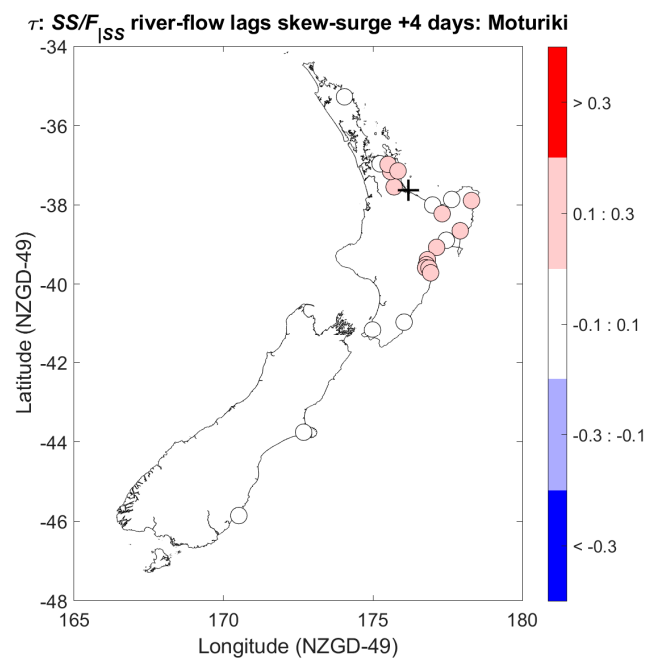 τ: SS/F|SS river-flow lags skew-surge +4 days: Moturiki
-34
-36
-38
-40
-42
-44
-46
-48
165
170
175
180
Latitude (NZGD-49)
Longitude (NZGD-49)
> 0.3
0.1 : 0.3
-0.1 : 0.1
-0.3 : -0.1
< -0.3